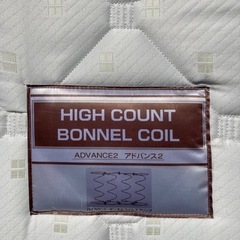 HIGH COUNT
BONNEL COIL
ADVANCE2 アドバンス2